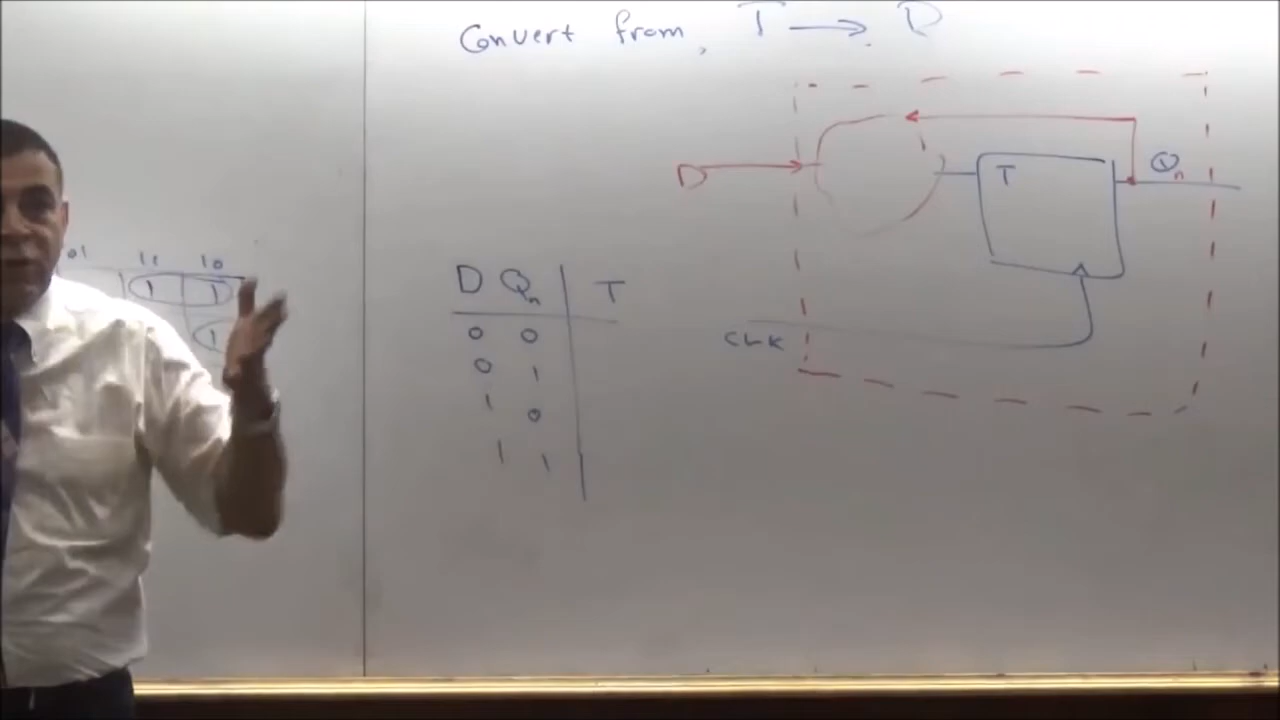 Convert from, T → D
D
T
Qn
CLK
D Qn T
0 0
0 1
1 0
1 1
01 11 10
1 1
1